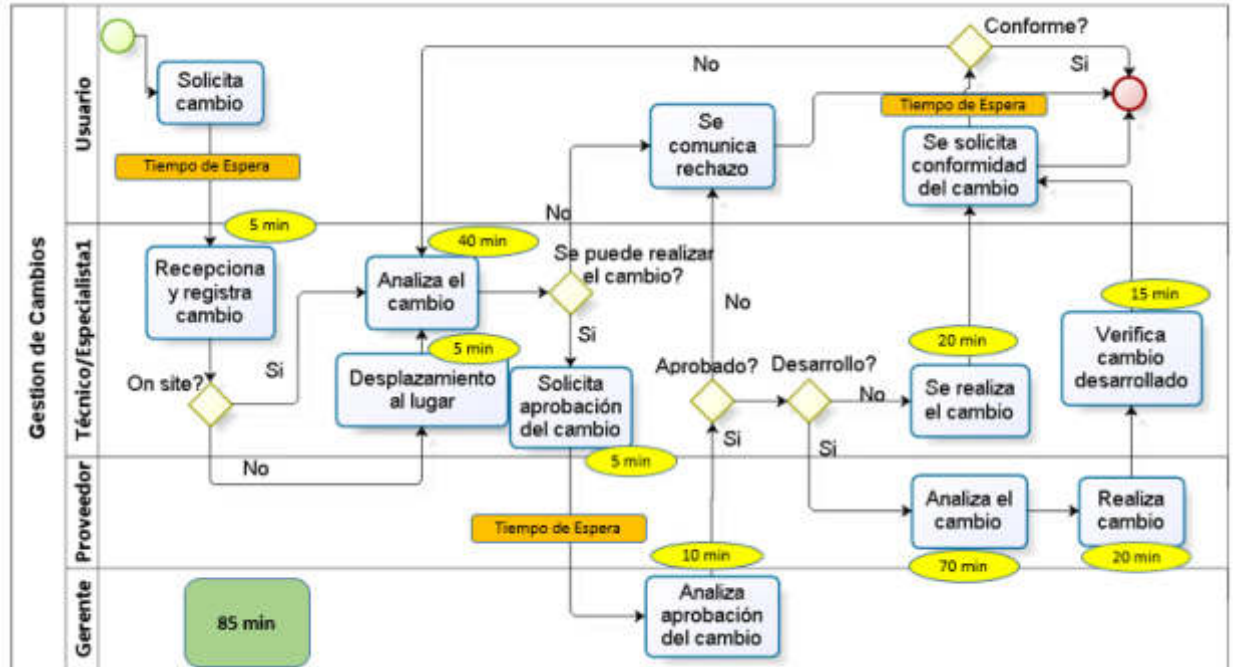 Gestion de Cambios
Usuario
Solicita
cambio
Tiempo de Espera
Se
comunica
rechazo
No
Conforme?
Si
Tiempo de Espera
Se solicita
conformidad
del cambio
Técnico/Especialista1
5 min
Recepciona
y registra
cambio
On site?
Si
No
40 min
Analiza el
cambio
5 min
Desplazamiento
al lugar
No
Se puede realizar
el cambio?
Si
Solicita
aprobación
del cambio
5 min
No
Aprobado?
Si
Desarrollo?
No
Si
20 min
Se realiza
el cambio
15 min
Verifica
cambio
desarrollado
Proveedor
Tiempo de Espera
Analiza el
cambio
70 min
Realiza
cambio
20 min
Gerente
85 min
10 min
Analiza
aprobación
del cambio